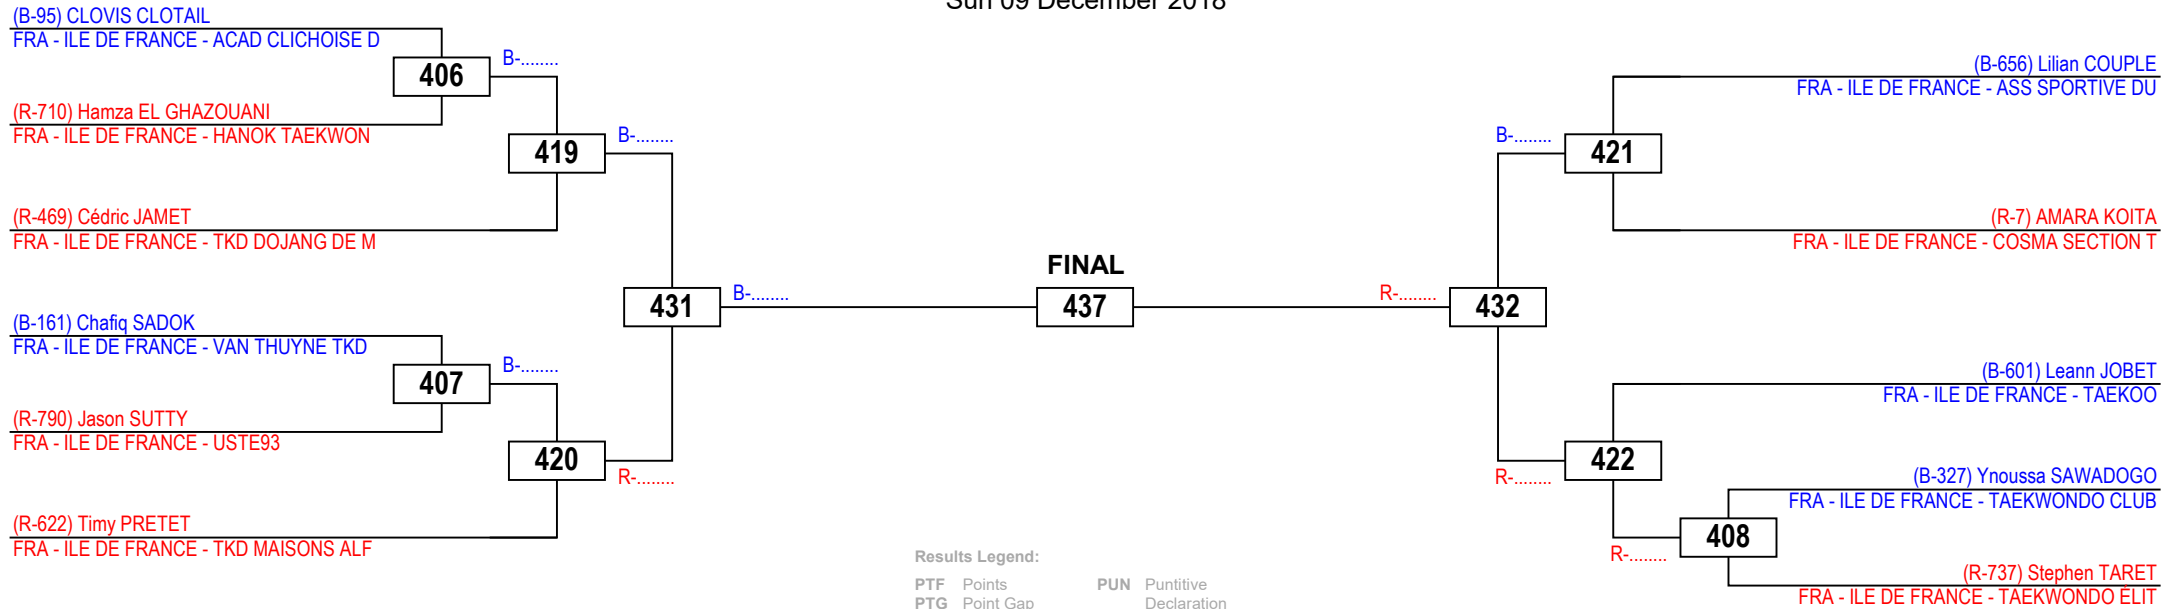 Sun 09 December 2018
(B-95) CLOVIS CLOTAIL
FRA - ILE DE FRANCE - ACAD CLICHOISE D
406
B-........
(R-710) Hamza EL GHAZOUANI
FRA - ILE DE FRANCE - HANOK TAEKWON
419
B-........
(R-469) Cédric JAMET
FRA - ILE DE FRANCE - TKD DOJANG DE M
431
B-........
(B-161) Chafiq SADOK
FRA - ILE DE FRANCE - VAN THUYNE TKD
407
B-........
(R-790) Jason SUTTY
FRA - ILE DE FRANCE - USTE93
420
R-........
(R-622) Timy PRETET
FRA - ILE DE FRANCE - TKD MAISONS ALF
FINAL
437
(B-656) Lilian COUPLE
FRA - ILE DE FRANCE - ASS SPORTIVE DU
B-........
421
(R-7) AMARA KOITA
FRA - ILE DE FRANCE - COSMA SECTION T
R-........
432
(B-601) Leann JOBET
FRA - ILE DE FRANCE - TAEKOO
422
R-........
(B-327) Ynoussa SAWADOGO
FRA - ILE DE FRANCE - TAEKWONDO CLUB
408
R-........
(R-737) Stephen TARET
FRA - ILE DE FRANCE - TAEKWONDO ÉLIT
Results Legend:
PTF Points PUN Puntitive
PTG Point Gap Declaration